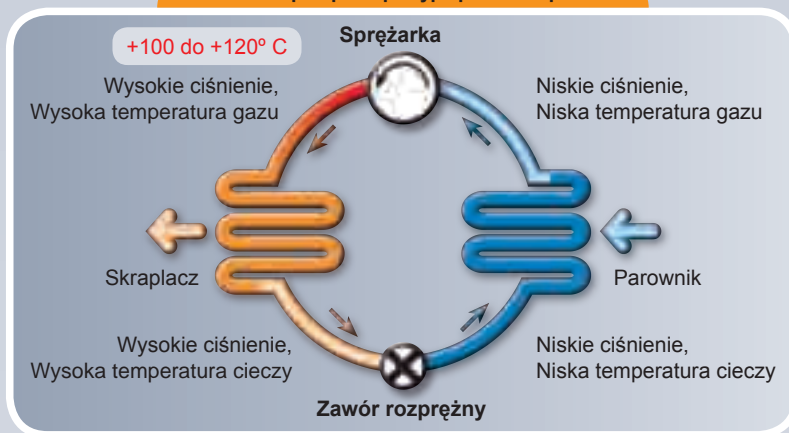 +100 do +120º C
Sprężarka
Wysokie ciśnienie,
Wysoka temperatura gazu
Niskie ciśnienie,
Niska temperatura gazu
Skraplacz
Parownik
Wysokie ciśnienie,
Wysoka temperatura cieczy
Niskie ciśnienie,
Niska temperatura cieczy
Zawór rozprężny